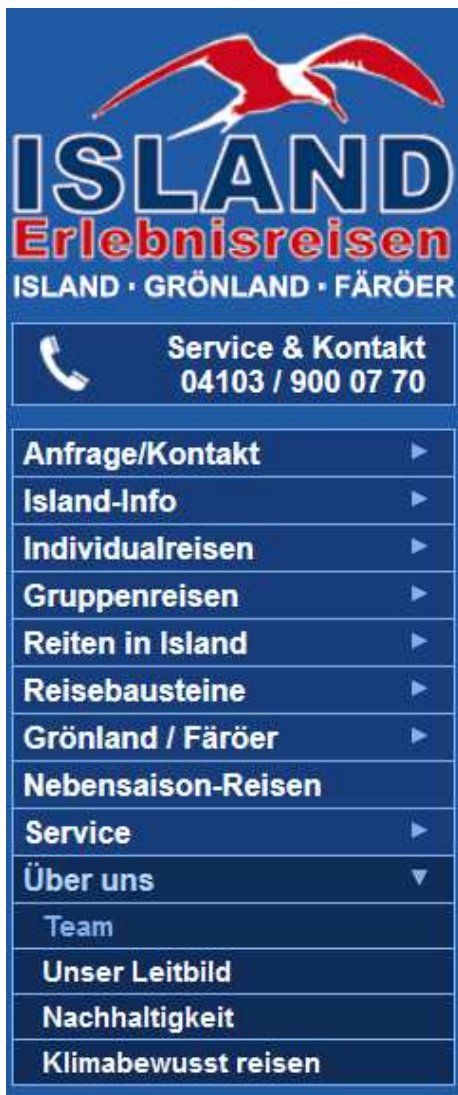 ISLAND
Erlebnisreisen
ISLAND · GRÖNLAND · FÄRÖER
Service & Kontakt
04103 / 900 07 70
Anfrage/Kontakt
Island-Info
Individualreisen
Gruppenreisen
Reiten in Island
Reisebausteine
Grönland / Färöer
Nebensaison-Reisen
Service
Über uns
Team
Unser Leitbild
Nachhaltigkeit
Klimabewusst reisen